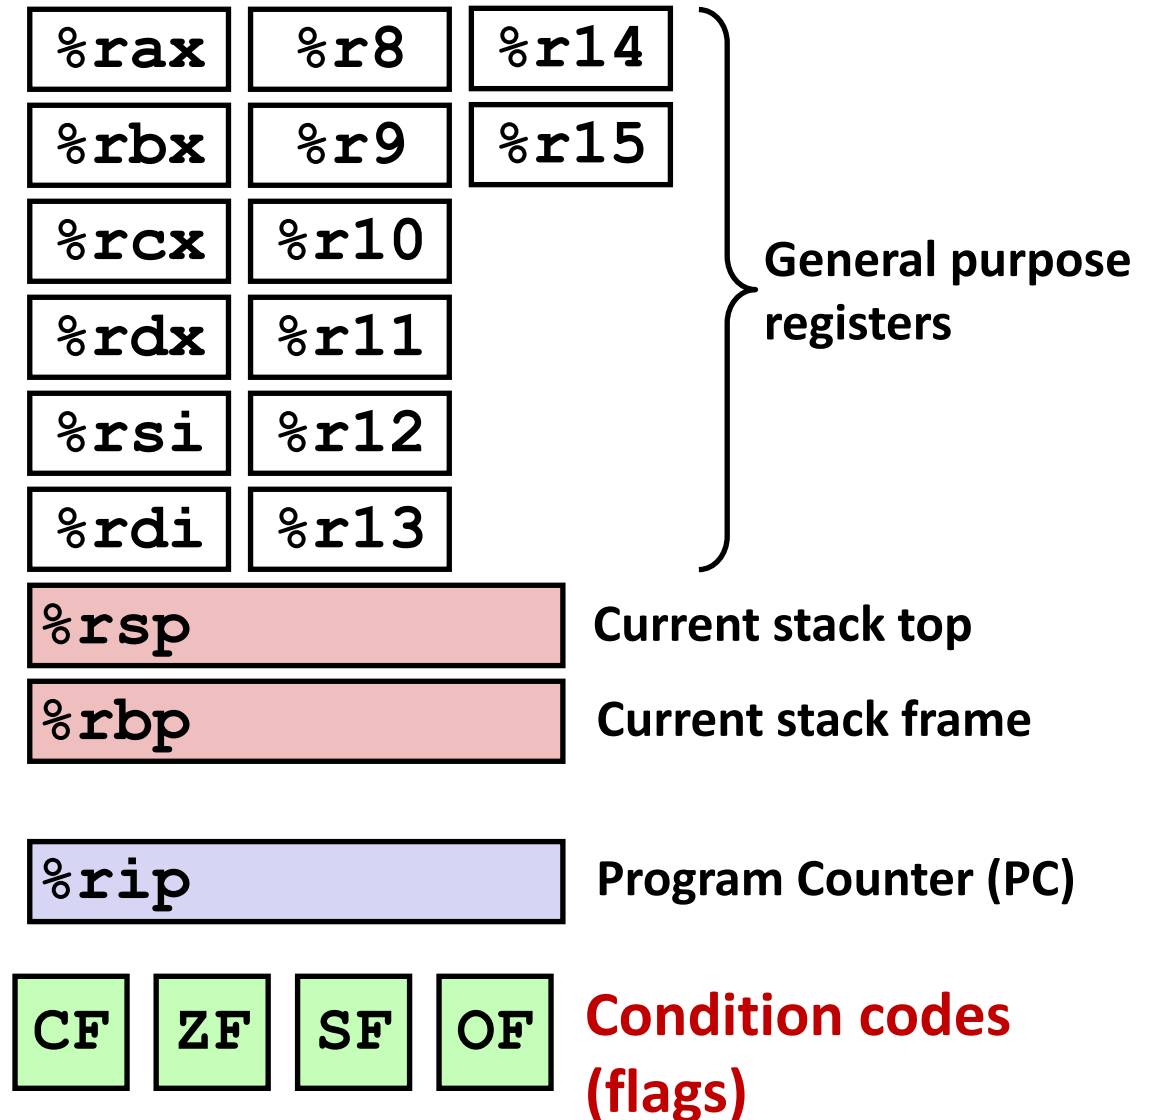 %rax %r8 %r14
%rbx %r9 %r15
%rcx %r10
%rdx %r11
%rsi %r12
%rdi %r13
General purpose
registers
%rsp Current stack top
%rbp Current stack frame
%rip Program Counter (PC)
CF ZF SF OF Condition codes
(flags)